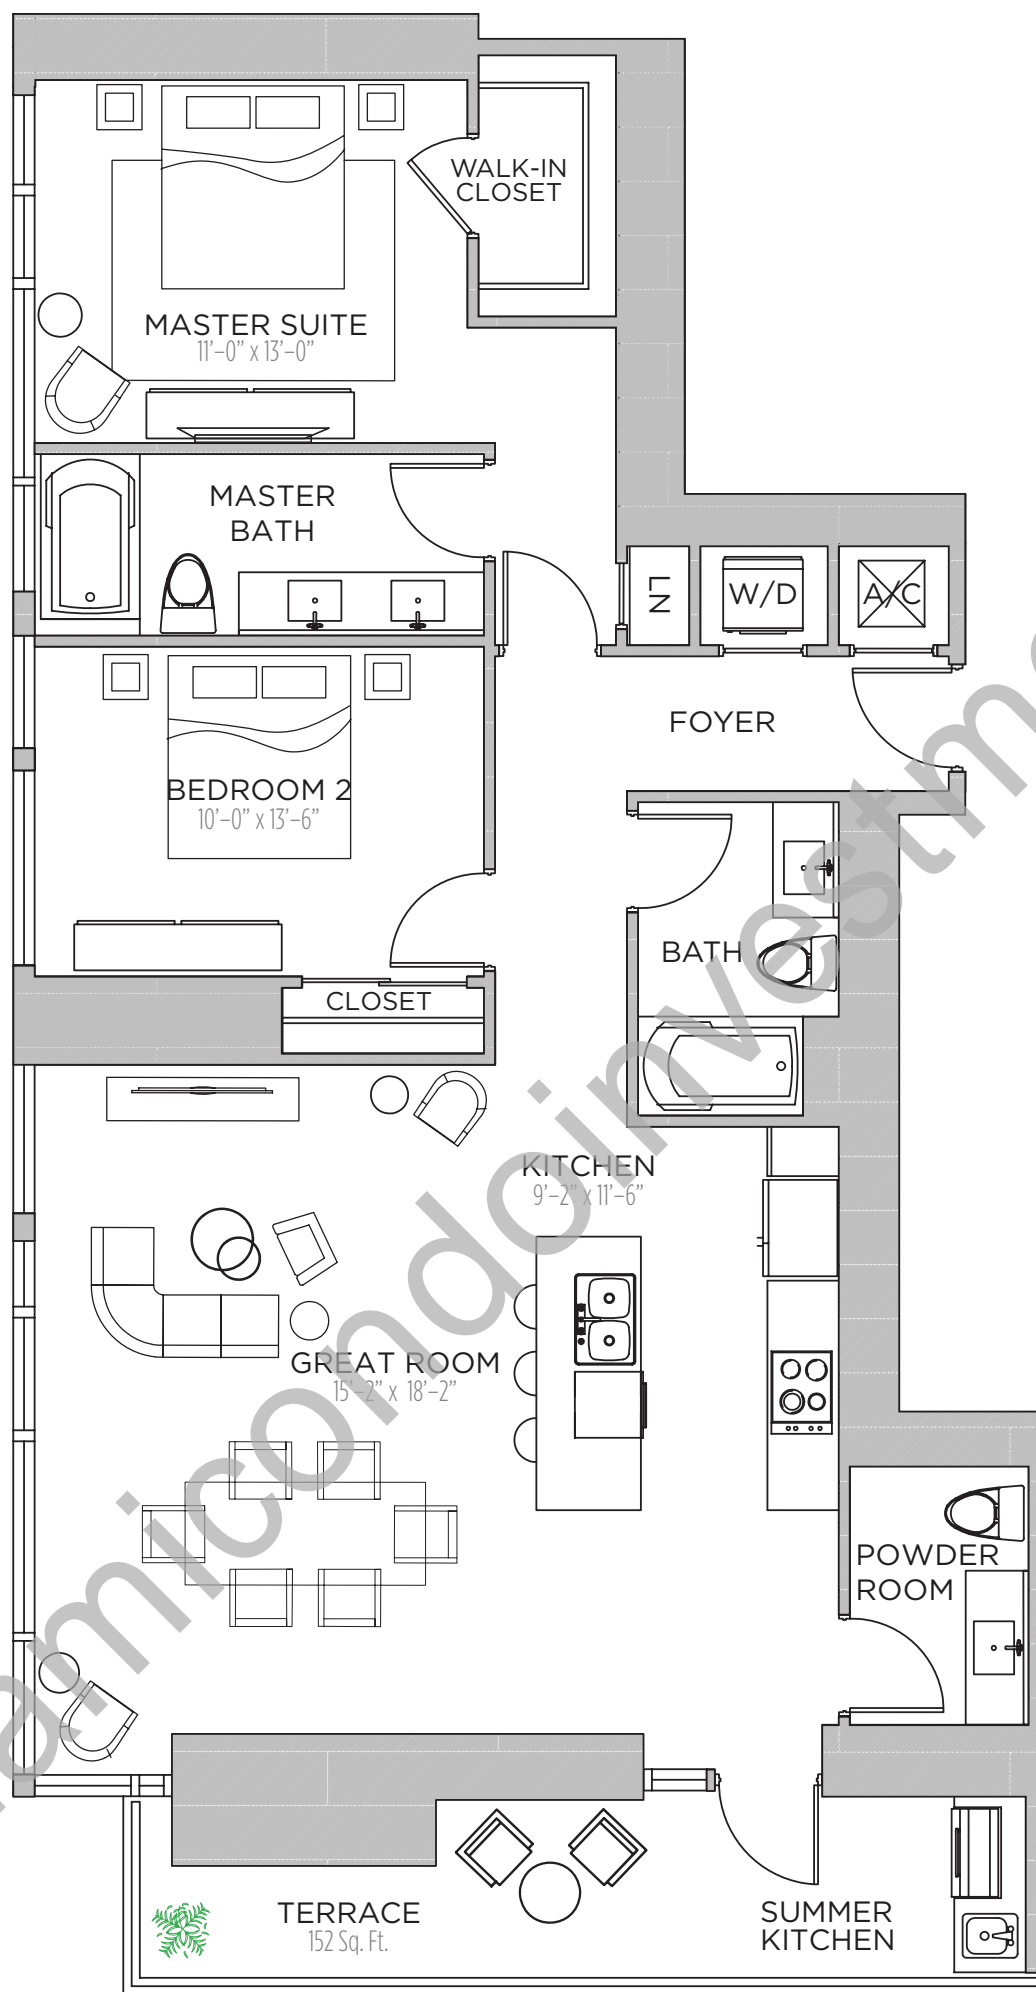 WALK-IN
CLOSET
MASTER SUITE
11'–0" x 13'–0"
MASTER
BATH
LN
W/D
A/C
FOYER
BEDROOM 2
10'–0" x 13'–6"
BATH
CLOSET
KITCHEN
9'–2" x 11'–6"
GREAT ROOM
15'–2" x 18'–2"
POWDER
ROOM
TERRACE
152 Sq. Ft.
SUMMER
KITCHEN
amicondoinvestm